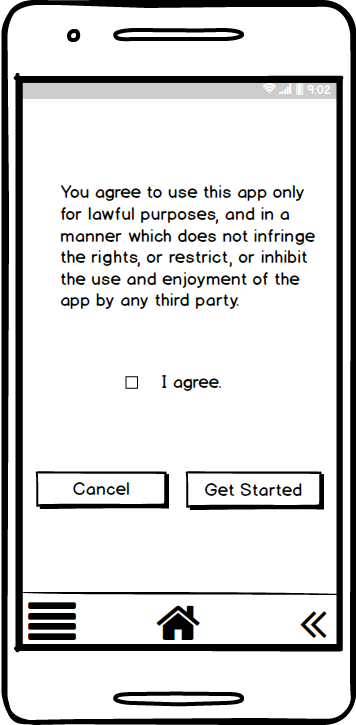 9:02
You agree to use this app only
for lawful purposes, and in a
manner which does not infringe
the rights, or restrict, or inhibit
the use and enjoyment of the
app by any third party.
I agree.
Cancel
Get Started